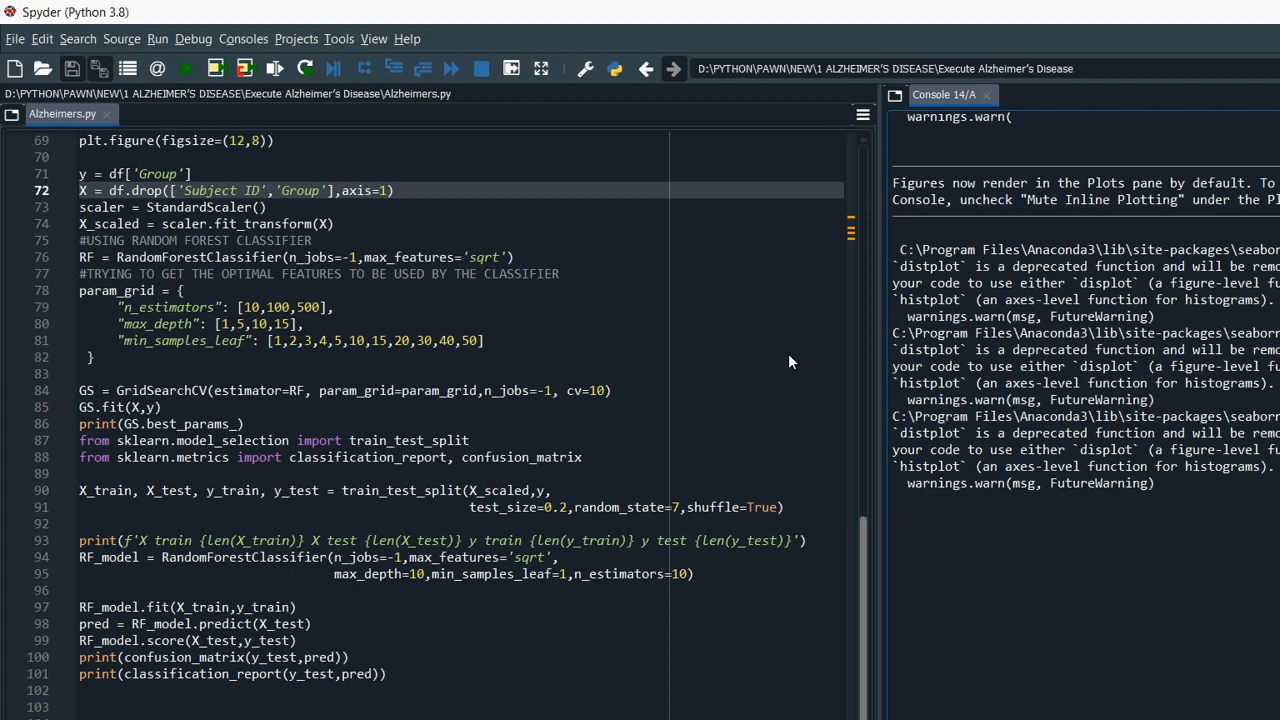 Spyder (Python 3.8)
File Edit Search Source Run Debug Consoles Projects Tools View Help
D:\PYTHON\PAWN\NEW\1 ALZHEIMER'S DISEASE\Execute Alzheimer's Disease
D:\PYTHON\PAWN\NEW\1 ALZHEIMER'S DISEASE\Execute Alzheimer's Disease\Alzheimers.py
Alzheimers.py
69 plt.figure(figsize=(12,8))
70
71 y = df['Group']
72 X = df.drop(['Subject ID','Group'],axis=1)
73 scaler = StandardScaler()
74 X_scaled = scaler.fit_transform(X)
75 #USING RANDOM FOREST CLASSIFIER
76 RF = RandomForestClassifier(n_jobs=-1,max_features='sqrt')
77 #TRYING TO GET THE OPTIMAL FEATURES TO BE USED BY THE CLASSIFIER
78 param_grid = {
79 "n_estimators": [10,100,500],
80 "max_depth": [1,5,10,15],
81 "min_samples_leaf": [1,2,3,4,5,10,15,20,30,40,50]
82 }
83
84 GS = GridSearchCV(estimator=RF, param_grid=param_grid,n_jobs=-1, cv=10)
85 GS.fit(X,y)
86 print(GS.best_params_)
87 from sklearn.model_selection import train_test_split
88 from sklearn.metrics import classification_report, confusion_matrix
89
90 X_train, X_test, y_train, y_test = train_test_split(X_scaled,y,
91 test_size=0.2,random_state=7,shuffle=True)
92
93 print(f'X train {len(X_train)} X test {len(X_test)} y train {len(y_train)} y test {len(y_test)}')
94 RF_model = RandomForestClassifier(n_jobs=-1,max_features='sqrt',
95 max_depth=10,min_samples_leaf=1,n_estimators=10)
96
97 RF_model.fit(X_train,y_train)
98 pred = RF_model.predict(X_test)
99 RF_model.score(X_test,y_test)
100 print(confusion_matrix(y_test,pred))
101 print(classification_report(y_test,pred))
102
103
Console 14/A
warnings.warn(
Figures now render in the Plots pane by default. To
Console, uncheck "Mute Inline Plotting" under the Pl
C:\Program Files\Anaconda3\lib\site-packages\seabor
`distplot` is a deprecated function and will be remo
your code to use either `displot` (a figure-level fu
`histplot` (an axes-level function for histograms).
warnings.warn(msg, FutureWarning)
C:\Program Files\Anaconda3\lib\site-packages\seaborn
`distplot` is a deprecated function and will be remo
your code to use either `displot` (a figure-level fu
`histplot` (an axes-level function for histograms).
warnings.warn(msg, FutureWarning)
C:\Program Files\Anaconda3\lib\site-packages\seaborn
`distplot` is a deprecated function and will be remo
your code to use either `displot` (a figure-level fu
`histplot` (an axes-level function for histograms).
warnings.warn(msg, FutureWarning)